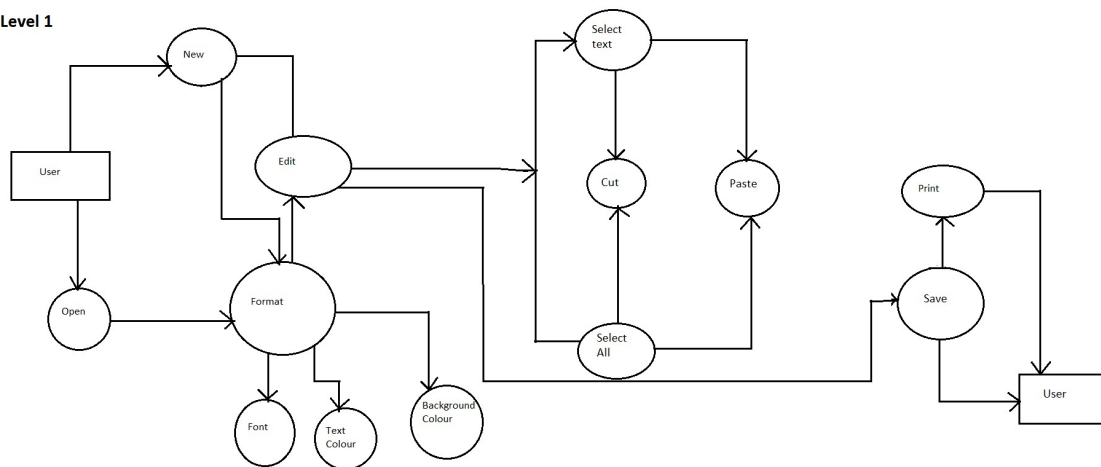 Level 1
New
User
Edit
Open
Format
Font
Text
Colour
Background
Colour
Select
text
Cut
Paste
Select
All
Print
Save
User